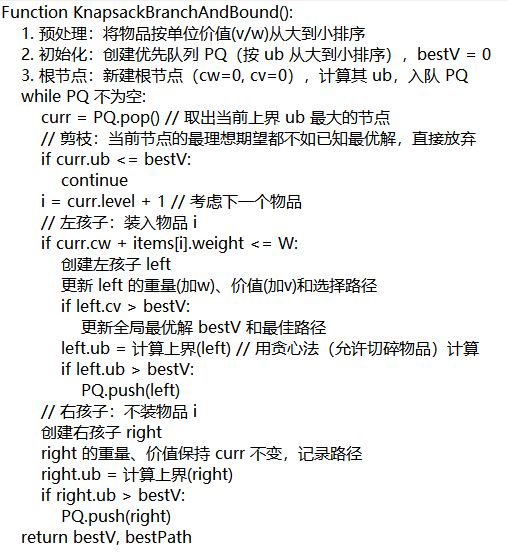 Function KnapsackBranchAndBound():
1. 预处理：将物品按单位价值(v/w)从大到小排序
2. 初始化：创建优先队列 PQ（按 ub 从大到小排序），bestV = 0
3. 根节点：新建根节点（cw=0, cv=0），计算其 ub，入队 PQ
while PQ 不为空:
curr = PQ.pop() // 取出当前上界 ub 最大的节点
// 剪枝：当前节点的最理想期望都不如已知最优解，直接放弃
if curr.ub <= bestV:
continue
i = curr.level + 1 // 考虑下一个物品
// 左孩子：装入物品 i
if curr.cw + items[i].weight <= W:
创建左孩子 left
更新 left 的重量(加w)、价值(加v)和选择路径
if left.cv > bestV:
更新全局最优解 bestV 和最佳路径
left.ub = 计算上界(left) // 用贪心法（允许切碎物品）计算
if left.ub > bestV:
PQ.push(left)
// 右孩子：不装物品 i
创建右孩子 right
right 的重量、价值保持 curr 不变，记录路径
right.ub = 计算上界(right)
if right.ub > bestV:
PQ.push(right)
return bestV, bestPath